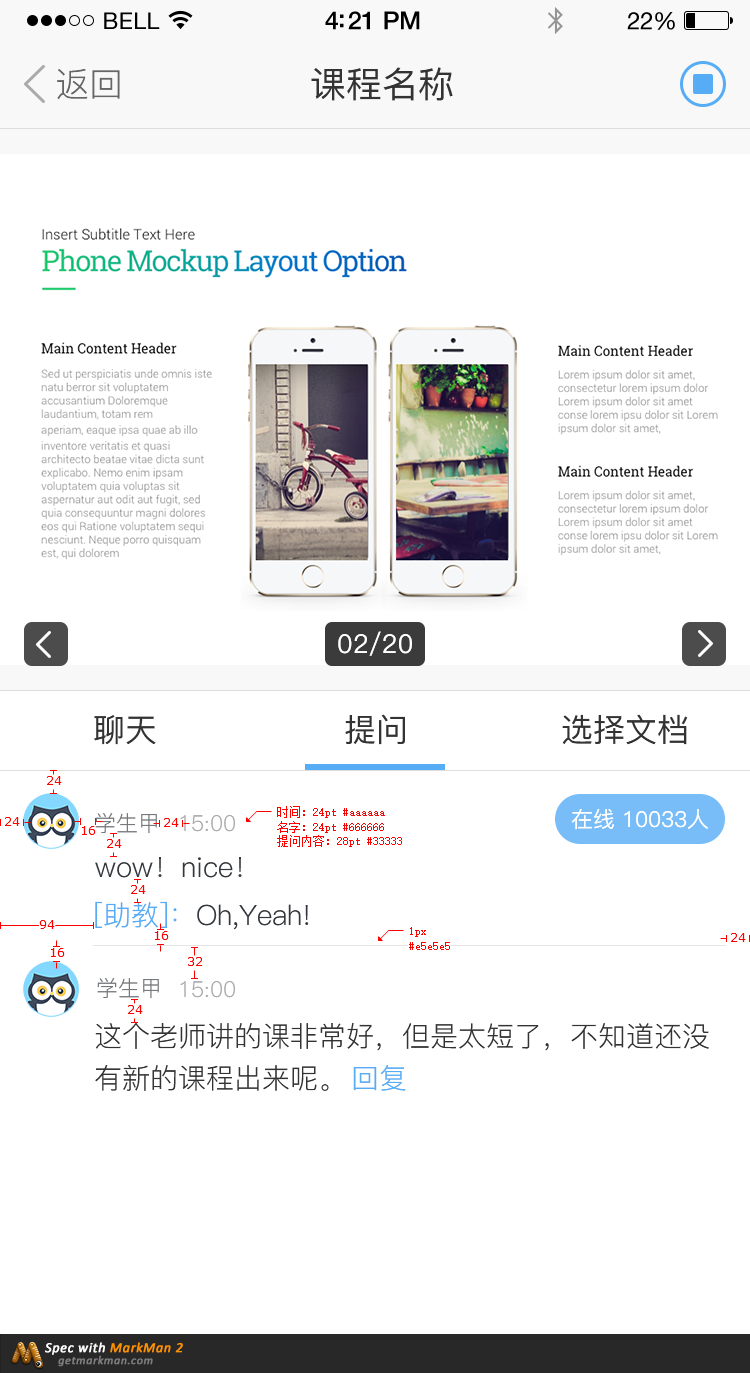 BELL 4:21 PM 22%
返回 课程名称
Insert Subtitle Text Here
Phone Mockup Layout Option
Main Content Header
Sed ut perspiciatis unde omnis iste
natu berror sit voluptatem
accusantium Doloremque
laudantium, totam rem
aperiam, eaque ipsa quae ab illo
inventore veritatis et quasi
architecto beatae vitae dicta sunt
explicabo. Nemo enim ipsam
voluptatem quia voluptas sit
aspernatur aut odit aut fugit, sed
quia consequuntur magni dolores
eos qui Ratione voluptatem sequi
nesciunt. Neque porro quisquam
est, qui dolorem
Main Content Header
Lorem ipsum dolor sit amet,
consectetur lorem ipsum dolor
Lorem ipsum dolor sit amet
conse lorem ipsu dolor sit Lorem
ipsum dolor sit amet,
Main Content Header
Lorem ipsum dolor sit amet,
consectetur lorem ipsum dolor
Lorem ipsum dolor sit amet
conse lorem ipsu dolor sit Lorem
ipsum dolor sit amet,
02/20
聊天 提问 选择文档
24
24 16 学生甲 24 15:00
时间: 24pt #aaaaaa
名字: 24pt #666666
提问内容: 28pt #33333
在线 10033人
24
wow！nice！
24
[助教]： Oh,Yeah!
94
16
1px
#e5e5e5
24
16
32
学生甲 15:00
24
这个老师讲的课非常好，但是太短了，不知道还没
有新的课程出来呢。回复
Spec with MarkMan 2
getmarkman.com